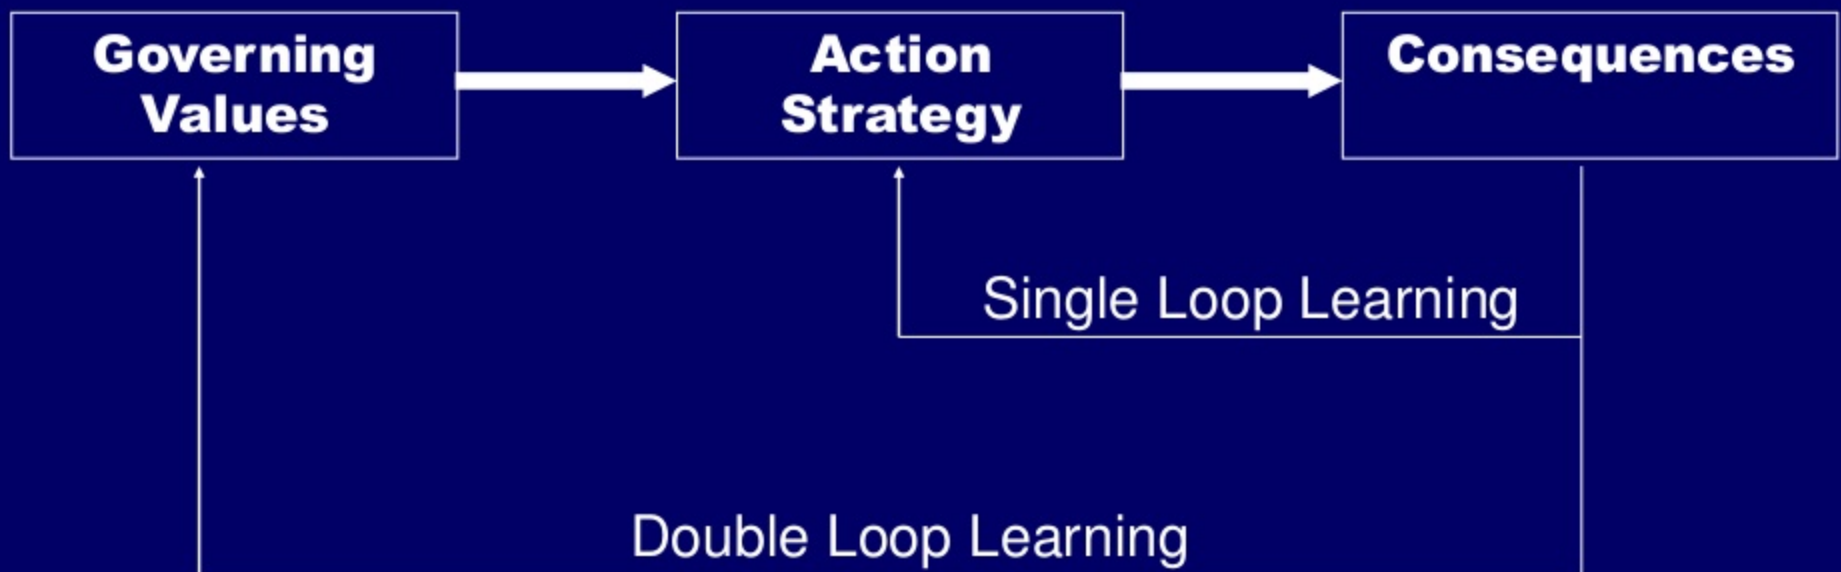 Governing
Values
Action
Strategy
Consequences
Single Loop Learning
Double Loop Learning